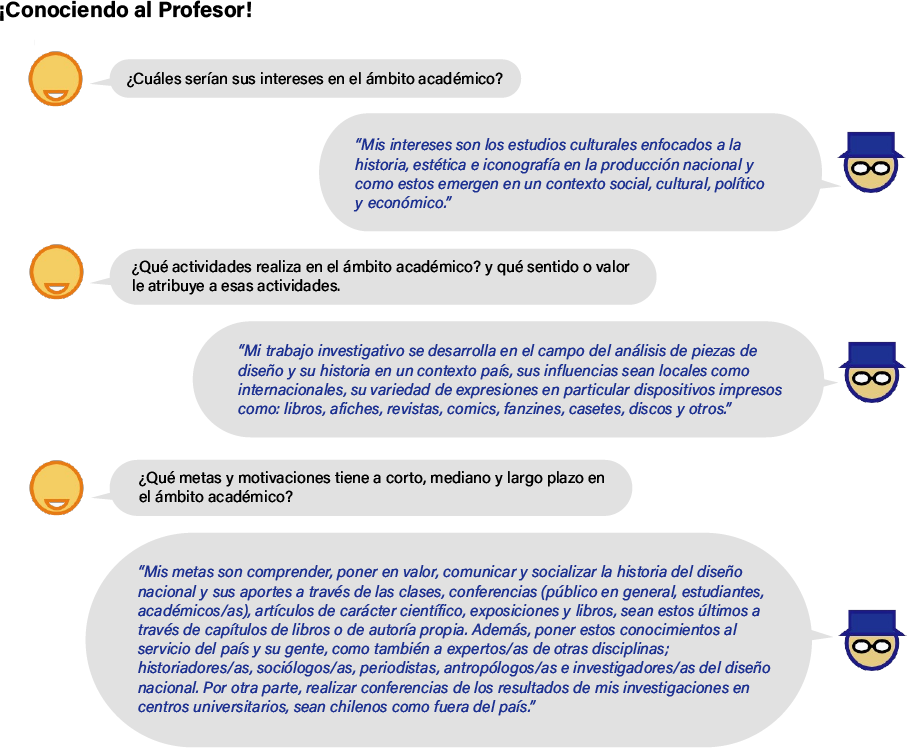 ¡Conociendo al Profesor!
¿Cuáles serían sus intereses en el ámbito académico?
“Mis intereses son los estudios culturales enfocados a la
historia, estética e iconografía en la producción nacional y
como estos emergen en un contexto social, cultural, político
y económico.”
¿Qué actividades realiza en el ámbito académico? y qué sentido o valor
le atribuye a esas actividades.
“Mi trabajo investigativo se desarrolla en el campo del análisis de piezas de
diseño y su historia en un contexto país, sus influencias sean locales como
internacionales, su variedad de expresiones en particular dispositivos impresos
como: libros, afiches, revistas, comics, fanzines, casetes, discos y otros.”
¿Qué metas y motivaciones tiene a corto, mediano y largo plazo en
el ámbito académico?
“Mis metas son comprender, poner en valor, comunicar y socializar la historia del diseño
nacional y sus aportes a través de las clases, conferencias (público en general, estudiantes,
académicos/as), artículos de carácter científico, exposiciones y libros, sean estos últimos a
través de capítulos de libros o de autoría propia. Además, poner estos conocimientos al
servicio del país y su gente, como también a expertos/as de otras disciplinas;
historiadores/as, sociólogos/as, periodistas, antropólogos/as e investigadores/as del diseño
nacional. Por otra parte, realizar conferencias de los resultados de mis investigaciones en
centros universitarios, sean chilenos como fuera del país.”